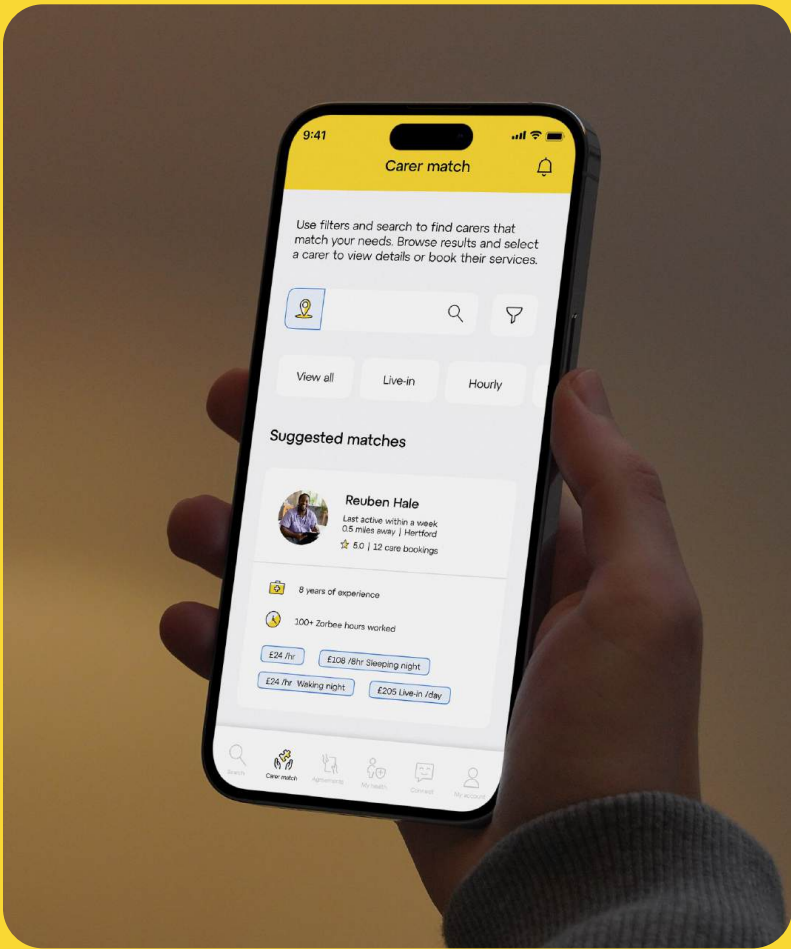 9:41
Carer match
Use filters and search to find carers that
match your needs. Browse results and select
a carer to view details or book their services.
View all
Live-in
Hourly
Suggested matches
Reuben Hale
Last active within a week
0.5 miles away | Hertford
5.0 | 12 care bookings
8 years of experience
100+ Zorbee hours worked
£24 /hr
£108 /8hr Sleeping night
£24 /hr Waking night
£205 Live-in /day
Search
Carer match
Agreements
My health
Connect
My account